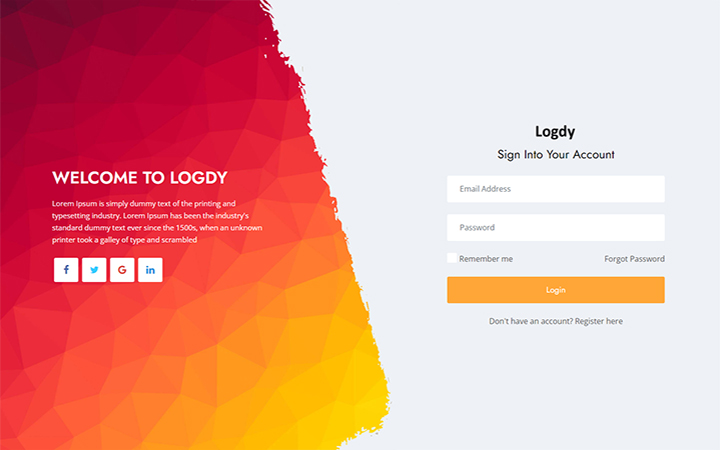 WELCOME TO LOGDY
Lorem Ipsum is simply dummy text of the printing and
typesetting industry. Lorem Ipsum has been the industry's
standard dummy text ever since the 1500s, when an unknown
printer took a galley of type and scrambled
f
G
in
Logdy
Sign Into Your Account
Email Address
Password
Remember me
Forgot Password
Login
Don't have an account? Register here